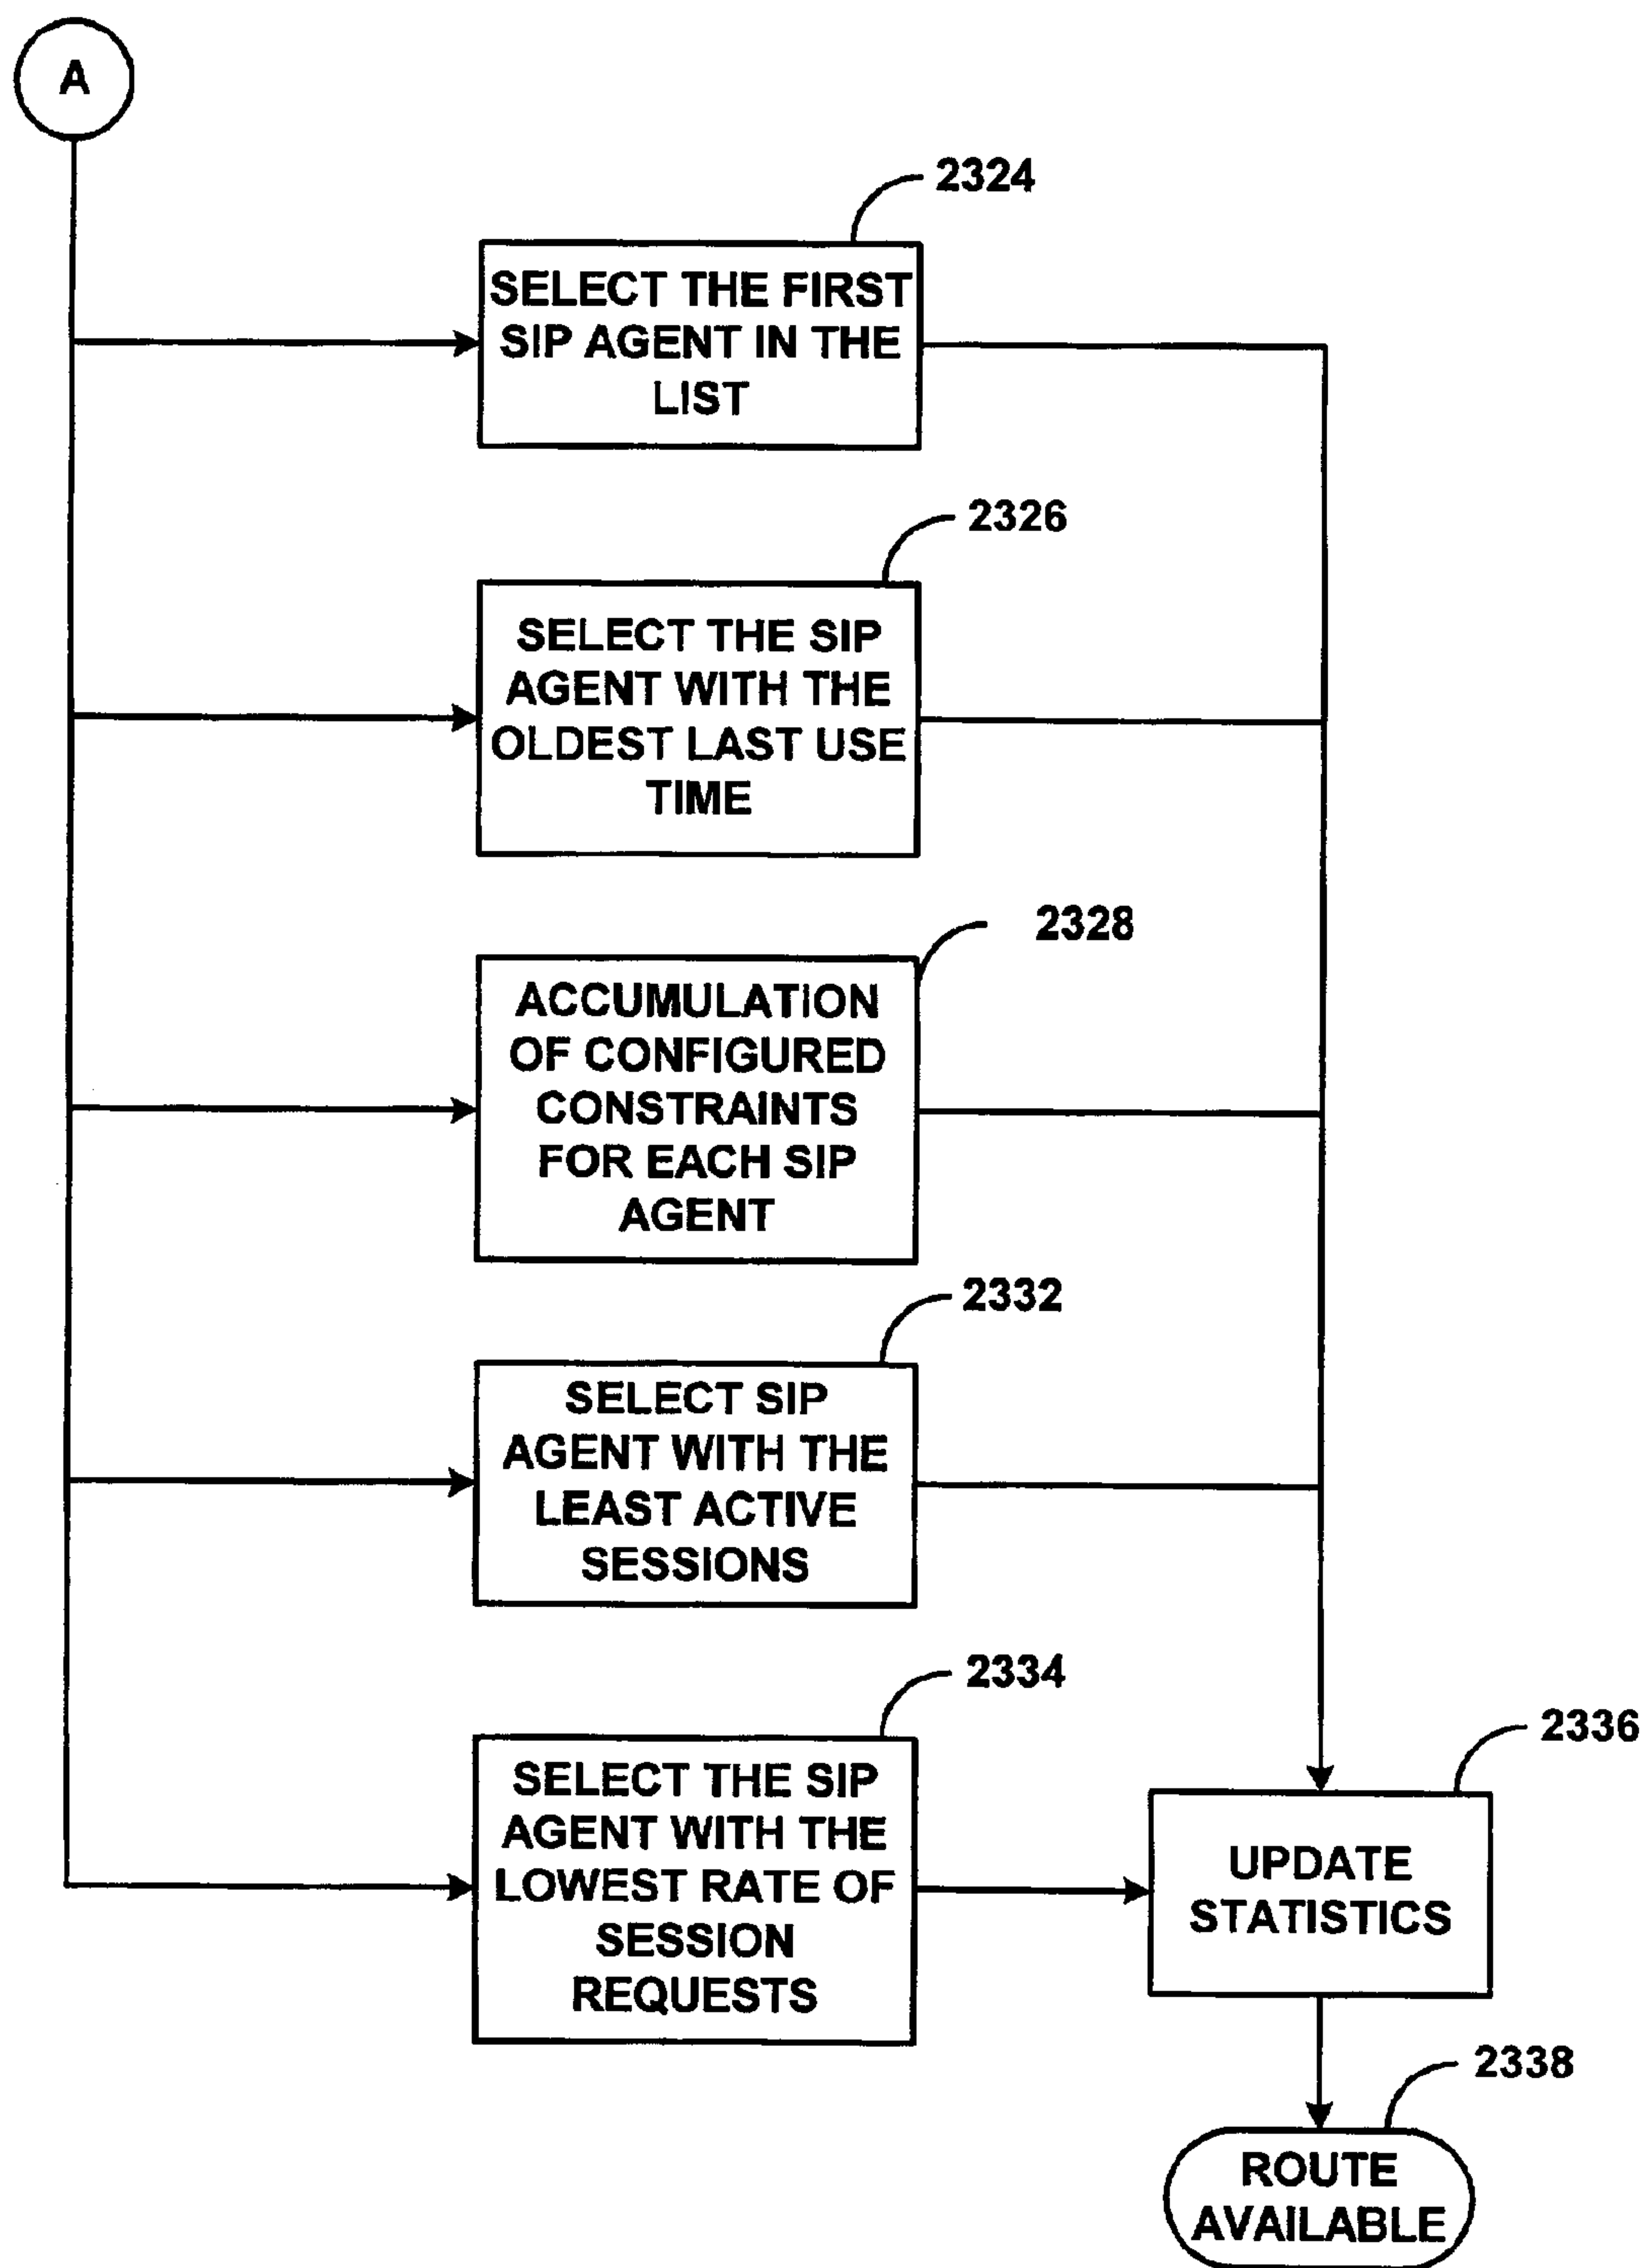 A
2324
SELECT THE FIRST
SIP AGENT IN THE
LIST
2326
SELECT THE SIP
AGENT WITH THE
OLDEST LAST USE
TIME
2328
ACCUMULATION
OF CONFIGURED
CONSTRAINTS
FOR EACH SIP
AGENT
2332
SELECT SIP
AGENT WITH THE
LEAST ACTIVE
SESSIONS
2334
SELECT THE SIP
AGENT WITH THE
LOWEST RATE OF
SESSION
REQUESTS
2336
UPDATE
STATISTICS
2338
ROUTE
AVAILABLE